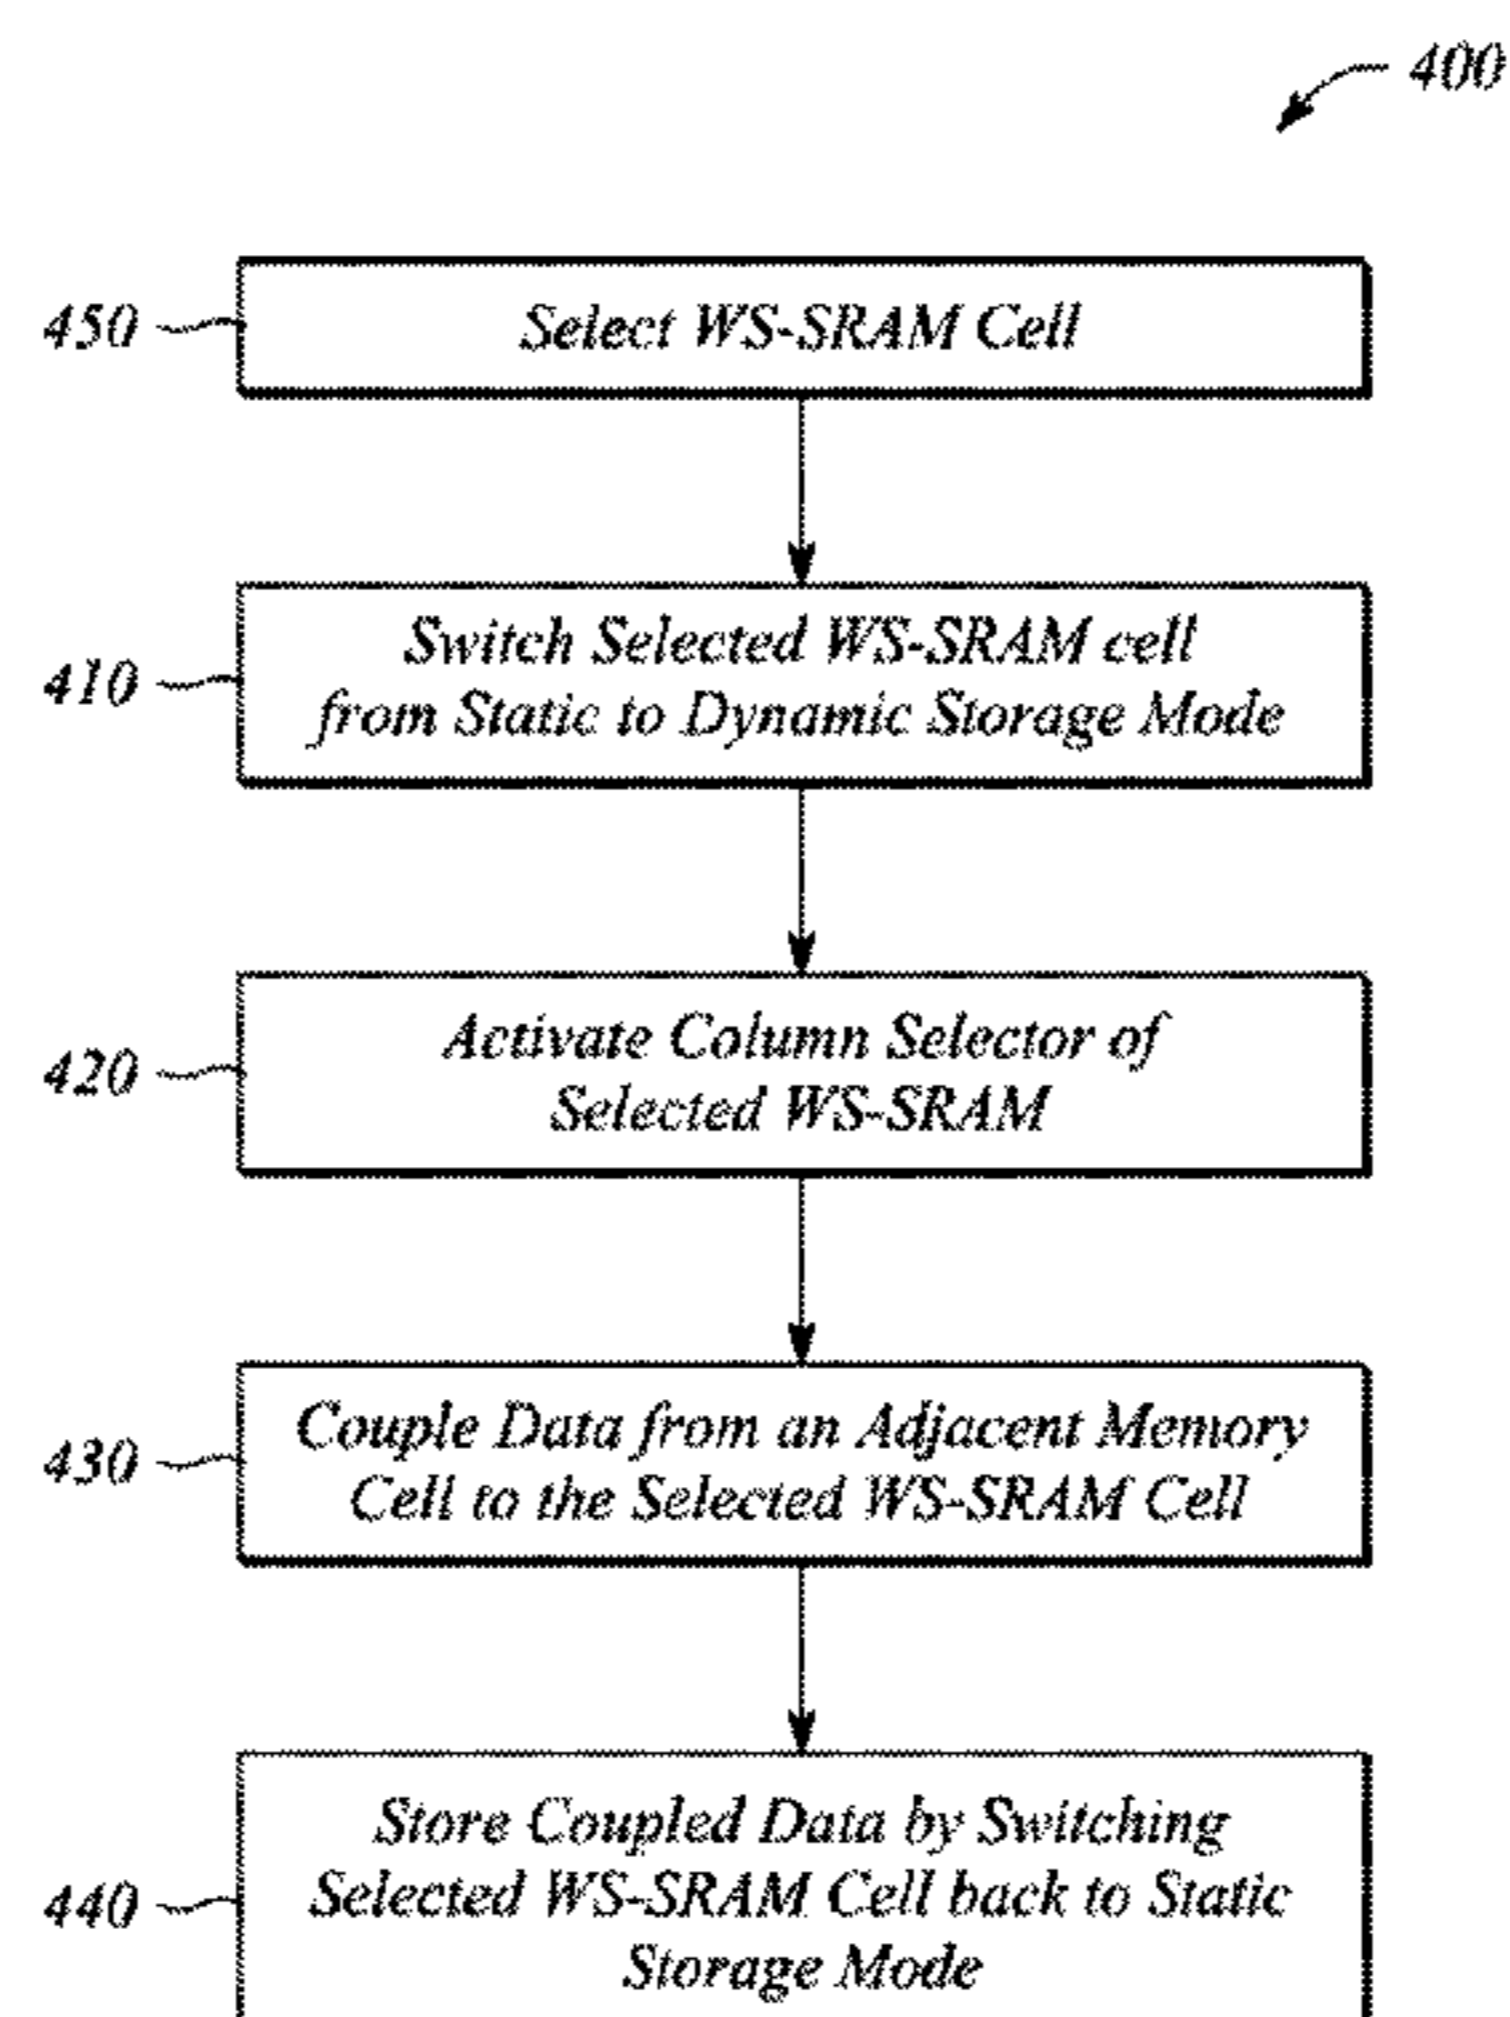 400
450
Select WS-SRAM Cell
410
Switch Selected WS-SRAM cell
from Static to Dynamic Storage Mode
420
Activate Column Selector of
Selected WS-SRAM
430
Couple Data from an Adjacent Memory
Cell to the Selected WS-SRAM Cell
440
Store Coupled Data by Switching
Selected WS-SRAM Cell back to Static
Storage Mode